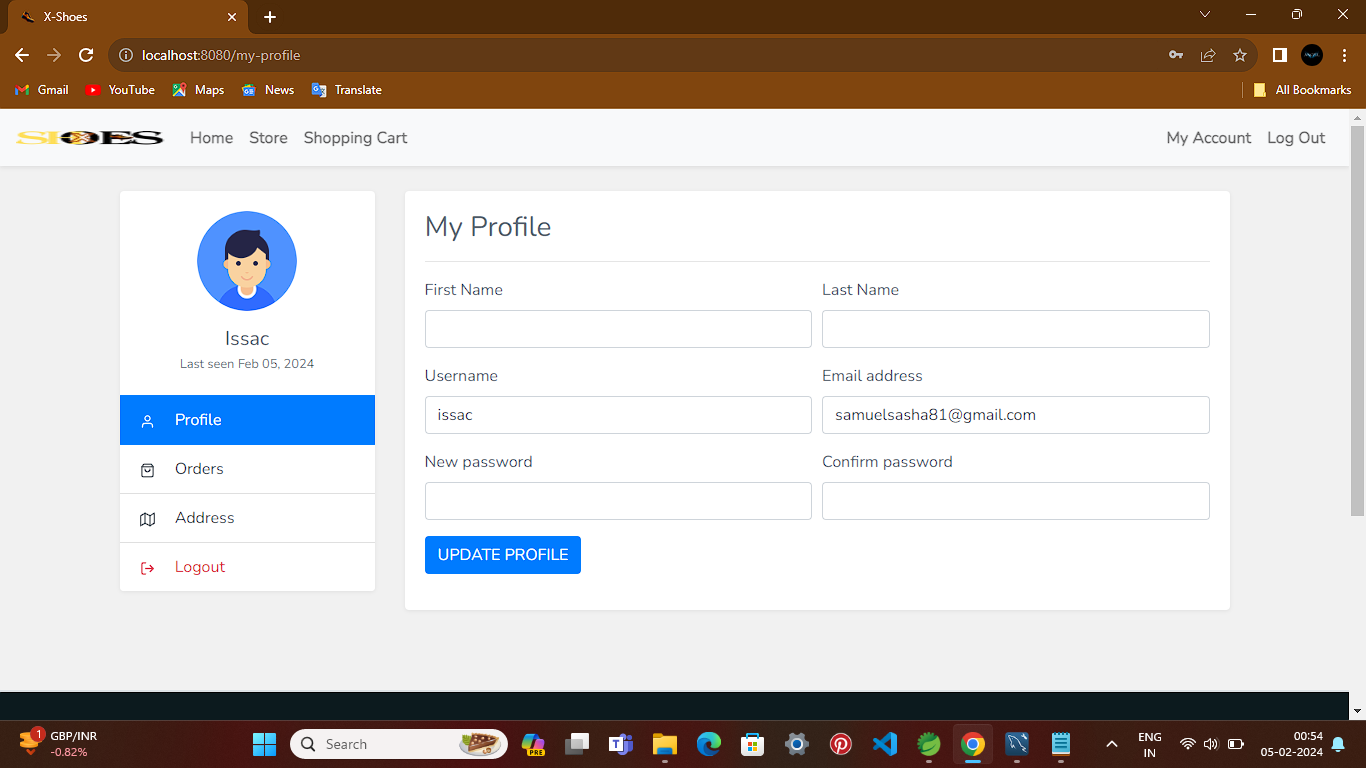 X-Shoes
localhost:8080/my-profile
Gmail YouTube Maps News Translate All Bookmarks
Home Store Shopping Cart My Account Log Out
My Profile
Issac
Last seen Feb 05, 2024
Profile
Orders
Address
Logout
First Name Last Name
Username Email address
issac samuelsasha81@gmail.com
New password Confirm password
UPDATE PROFILE
1 GBP/INR
-0.82%
Search
PRE
ENG
IN
00:54
05-02-2024